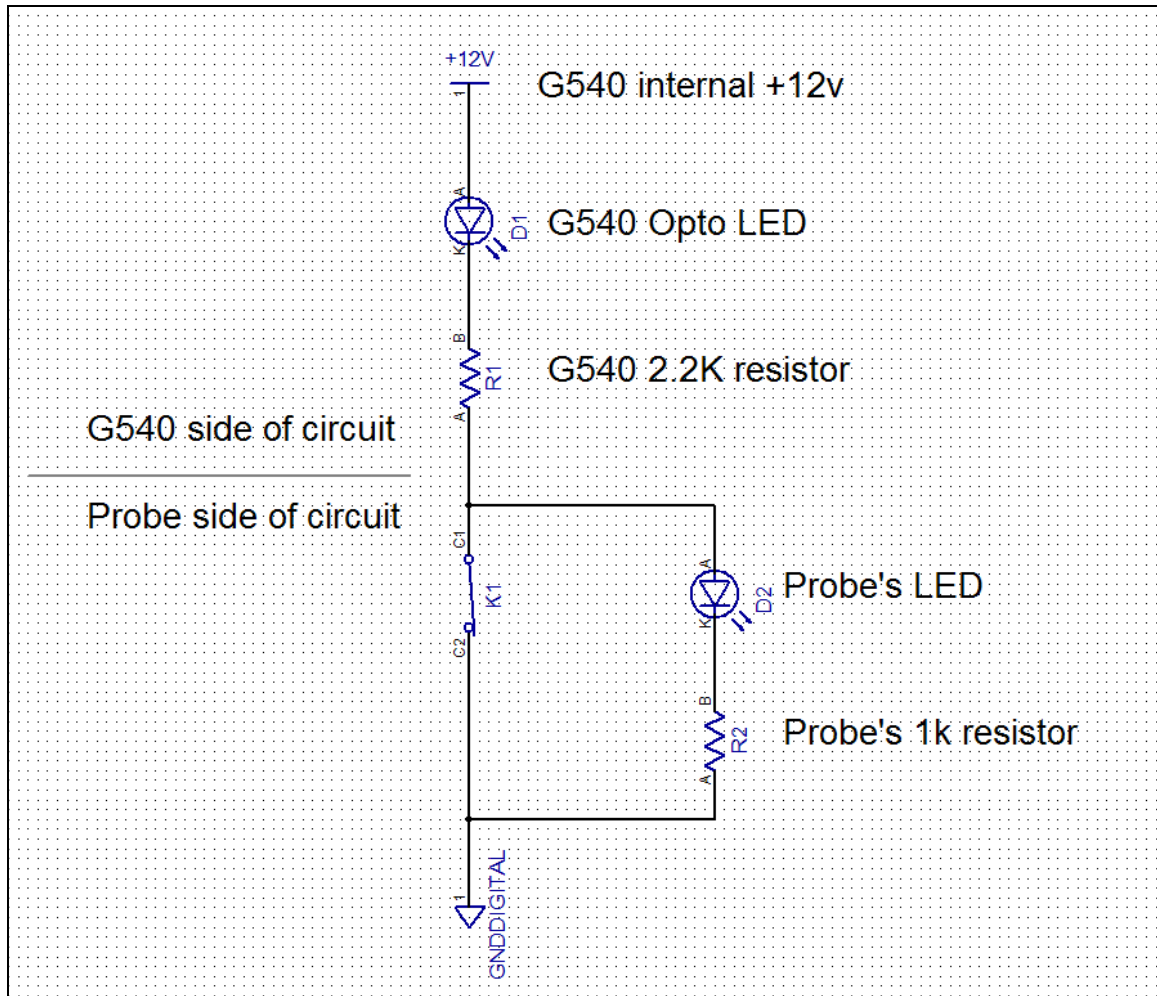 +12V
G540 internal +12v
1
A
G540 Opto LED
D1
K
B
G540 2.2K resistor
R1
A
G540 side of circuit
Probe side of circuit
C1
K1
C2
A
Probe's LED
D2
K
B
Probe's 1k resistor
R2
A
1
GNDDIGITAL